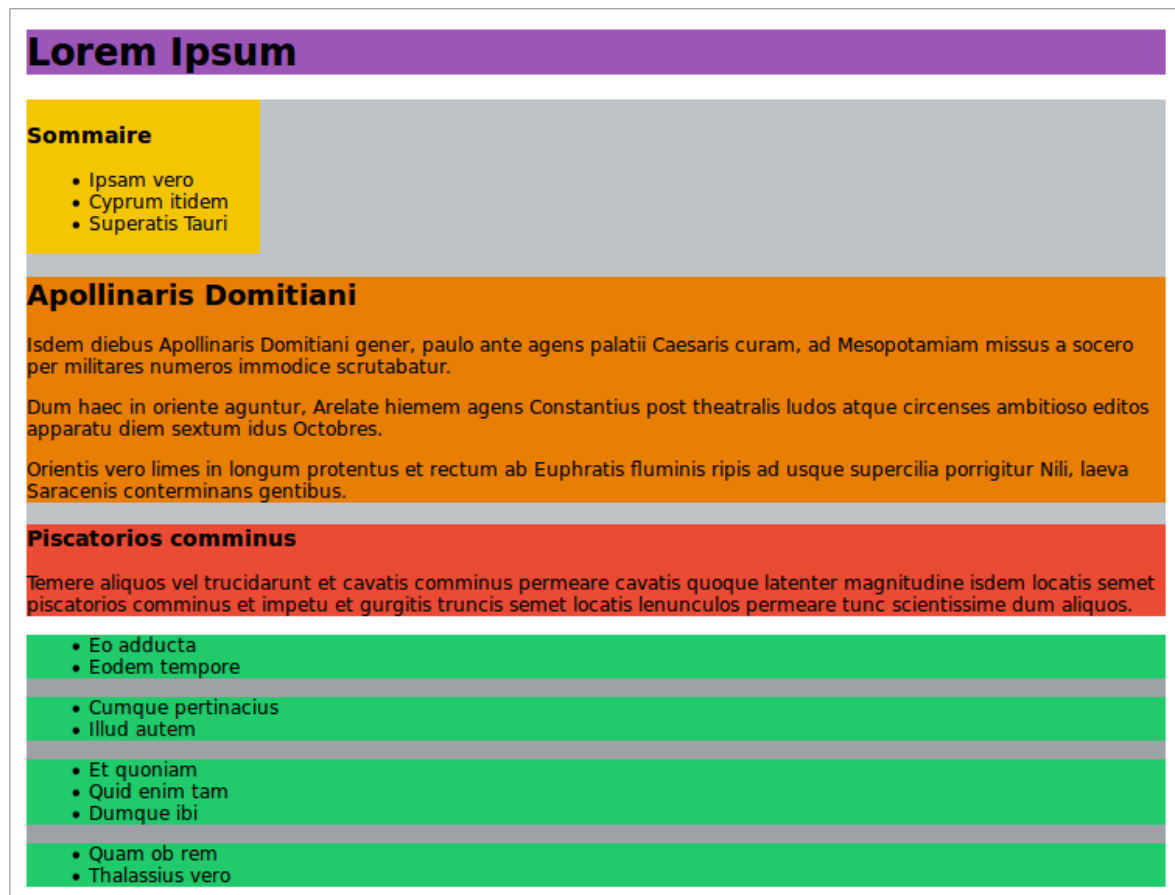 Lorem Ipsum
Sommaire
• Ipsam vero
• Cyprum itidem
• Superatis Tauri
Apollinaris Domitiani
Isdem diebus Apollinaris Domitiani gener, paulo ante agens palatii Caesaris curam, ad Mesopotamiam missus a socero
per militares numeros immodice scrutabatur.
Dum haec in oriente aguntur, Arelate hiemem agens Constantius post theatralis ludos atque circenses ambitioso editos
apparatu diem sextum idus Octobres.
Orientis vero limes in longum protentus et rectum ab Euphratis fluminis ripis ad usque supercilia porrigitur Nili, laeva
Saracenis conterminans gentibus.
Piscatorios comminus
Temere aliquos vel trucidarunt et cavatis comminus permeare cavatis quoque latenter magnitudine isdem locatis semet
piscatorios comminus et impetu et gurgitis truncis semet locatis lenunculos permeare tunc scientissime dum aliquos.
• Eo adducta
• Eodem tempore
• Cumque pertinacius
• Illud autem
• Et quoniam
• Quid enim tam
• Dumque ibi
• Quam ob rem
• Thalassius vero